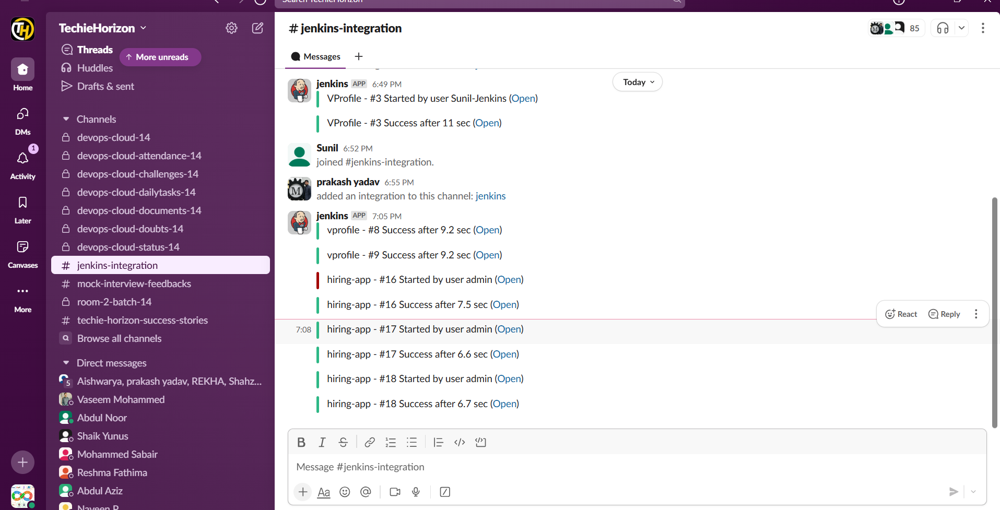 Search TechieHorizon
TH
Home
DMs
1
Activity
Later
Canvases
More
TechieHorizon
Threads
More unreads
Huddles
Drafts & sent
Channels
devops-cloud-14
devops-cloud-attendance-14
devops-cloud-challenges-14
devops-cloud-dailytasks-14
devops-cloud-documents-14
devops-cloud-doubts-14
devops-cloud-status-14
# jenkins-integration
# mock-interview-feedbacks
room-2-batch-14
# techie-horizon-success-stories
Browse all channels
Direct messages
5 Aishwarya, prakash yadav, REKHA, Shahz...
Vaseem Mohammed
Abdul Noor
Shaik Yunus
Mohammed Sabair
Reshma Fathima
Abdul Aziz
Naveen P
# jenkins-integration
85
Messages
Today
jenkins APP 6:49 PM
VProfile - #3 Started by user Sunil-Jenkins (Open)
VProfile - #3 Success after 11 sec (Open)
Sunil 6:52 PM
joined #jenkins-integration.
M
prakash yadav 6:55 PM
added an integration to this channel: jenkins
jenkins APP 7:05 PM
vprofile - #8 Success after 9.2 sec (Open)
vprofile - #9 Success after 9.2 sec (Open)
hiring-app - #16 Started by user admin (Open)
hiring-app - #16 Success after 7.5 sec (Open)
React Reply
7:08 hiring-app - #17 Started by user admin (Open)
hiring-app - #17 Success after 6.6 sec (Open)
hiring-app - #18 Started by user admin (Open)
hiring-app - #18 Success after 6.7 sec (Open)
B I S
Message #jenkins-integration
Aa @